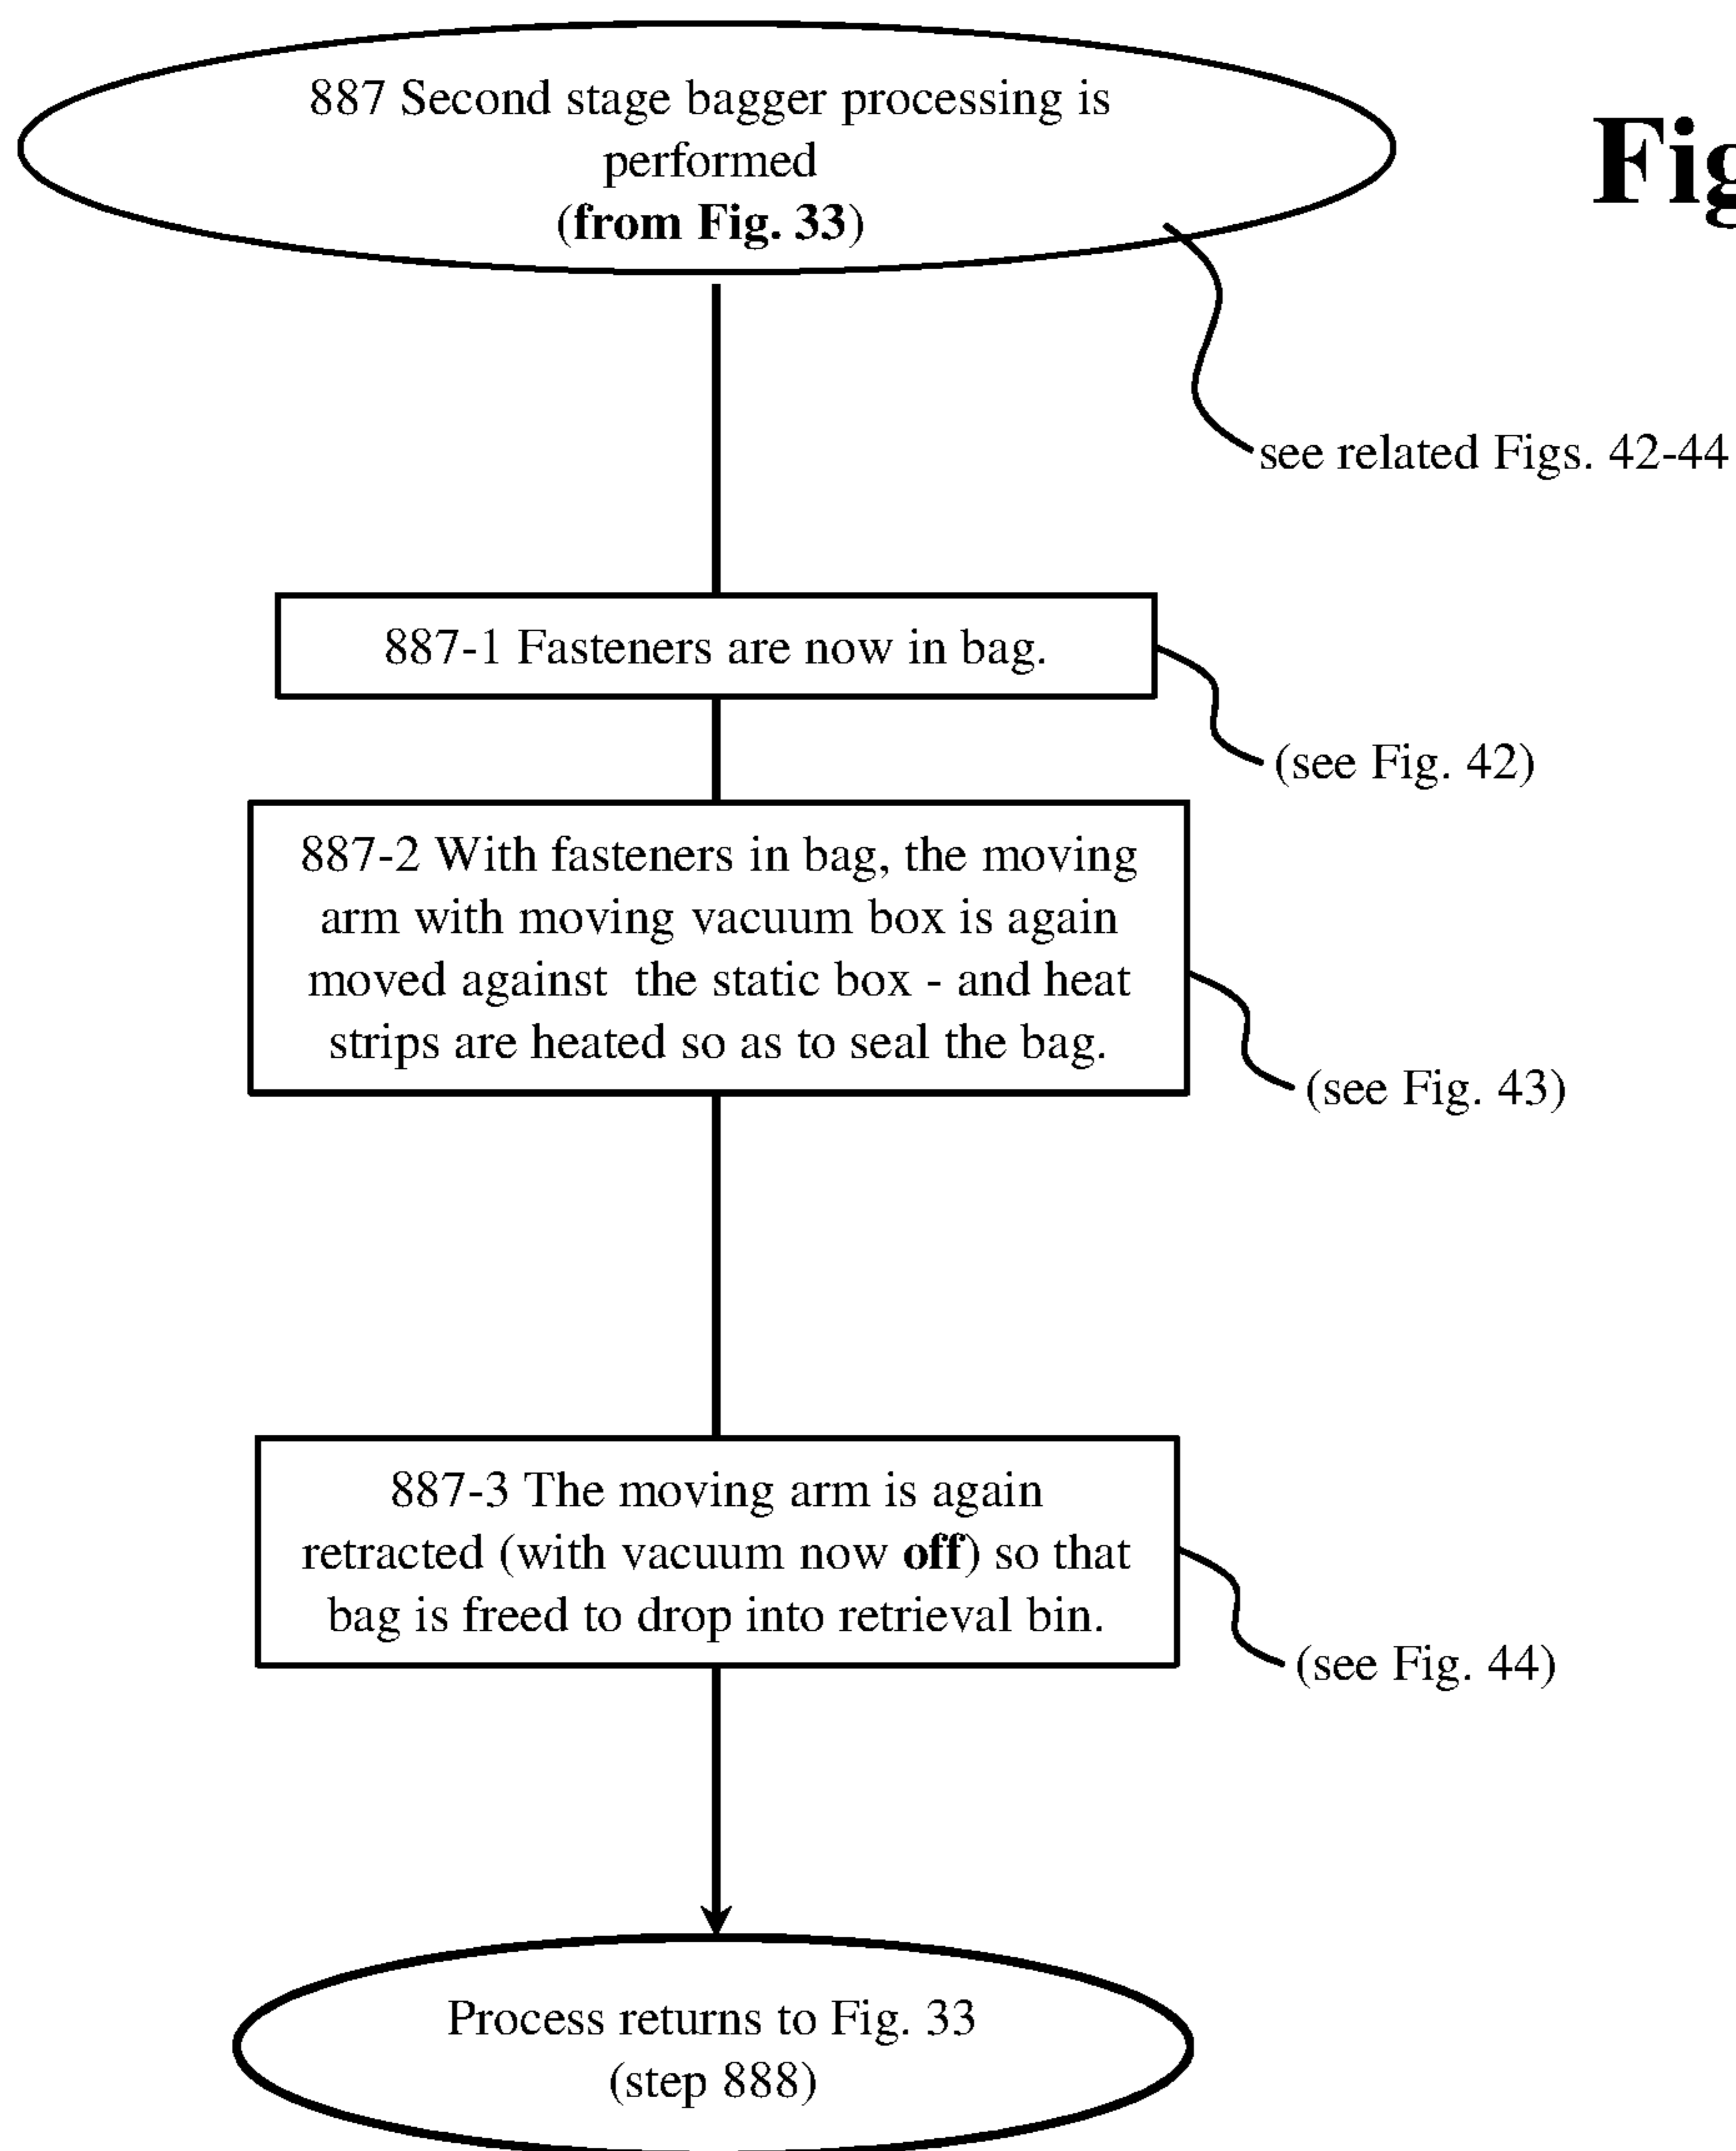 887 Second stage bagger processing is
performed
(from Fig. 33)
see related Figs. 42-44
887-1 Fasteners are now in bag.
(see Fig. 42)
887-2 With fasteners in bag, the moving
arm with moving vacuum box is again
moved against  the static box - and heat
strips are heated so as to seal the bag.
(see Fig. 43)
887-3 The moving arm is again
retracted (with vacuum now off) so that
bag is freed to drop into retrieval bin.
(see Fig. 44)
Process returns to Fig. 33
(step 888)